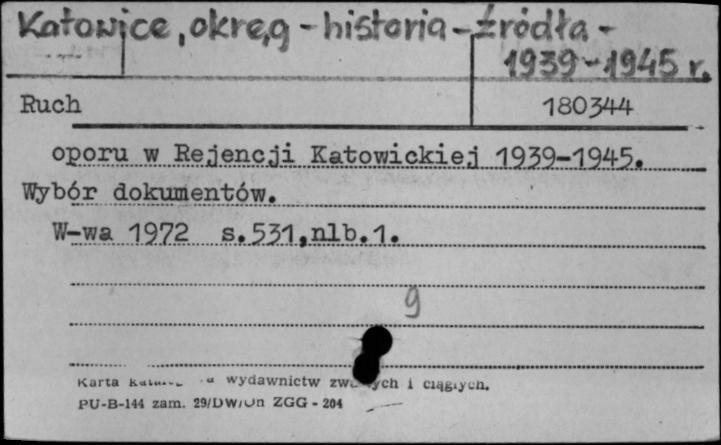 Katowice, okręg - historia - źródła -
1939-1945 r.
Ruch
180344
oporu w Rejencji Katowickiej 1939-1945.
Wybór dokumentów.
W-wa 1972 s.531,nlb.1.
9
Karta wydawnictw i ciągłych.
PU-B-144 zam. 29/DW/Dn ZGG - 204